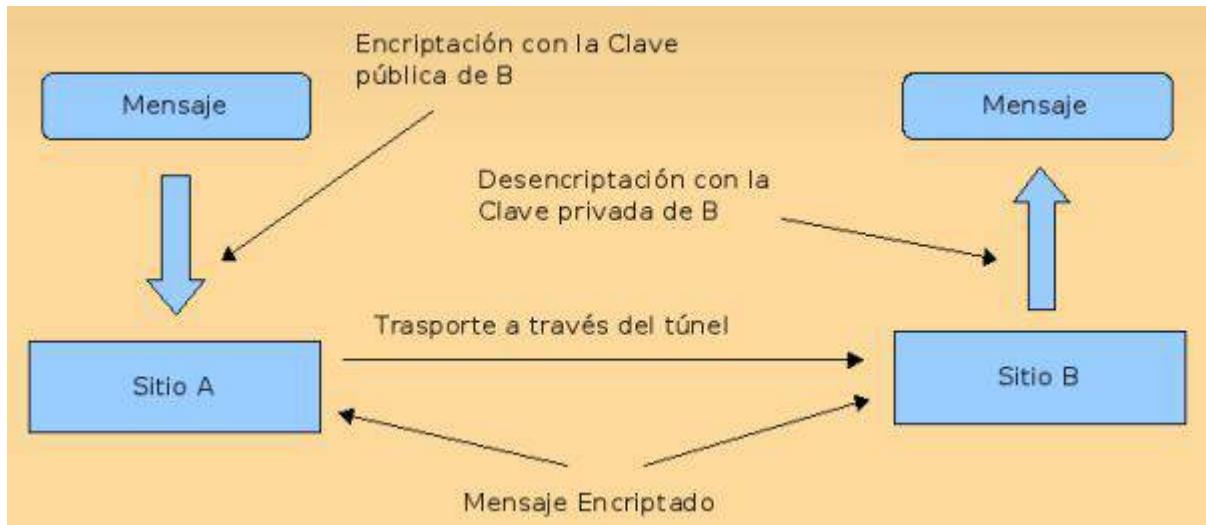 Encriptación con la Clave
pública de B
Mensaje
Mensaje
Desencriptación con la
Clave privada de B
Trasporte a través del túnel
Sitio A
Sitio B
Mensaje Encriptado